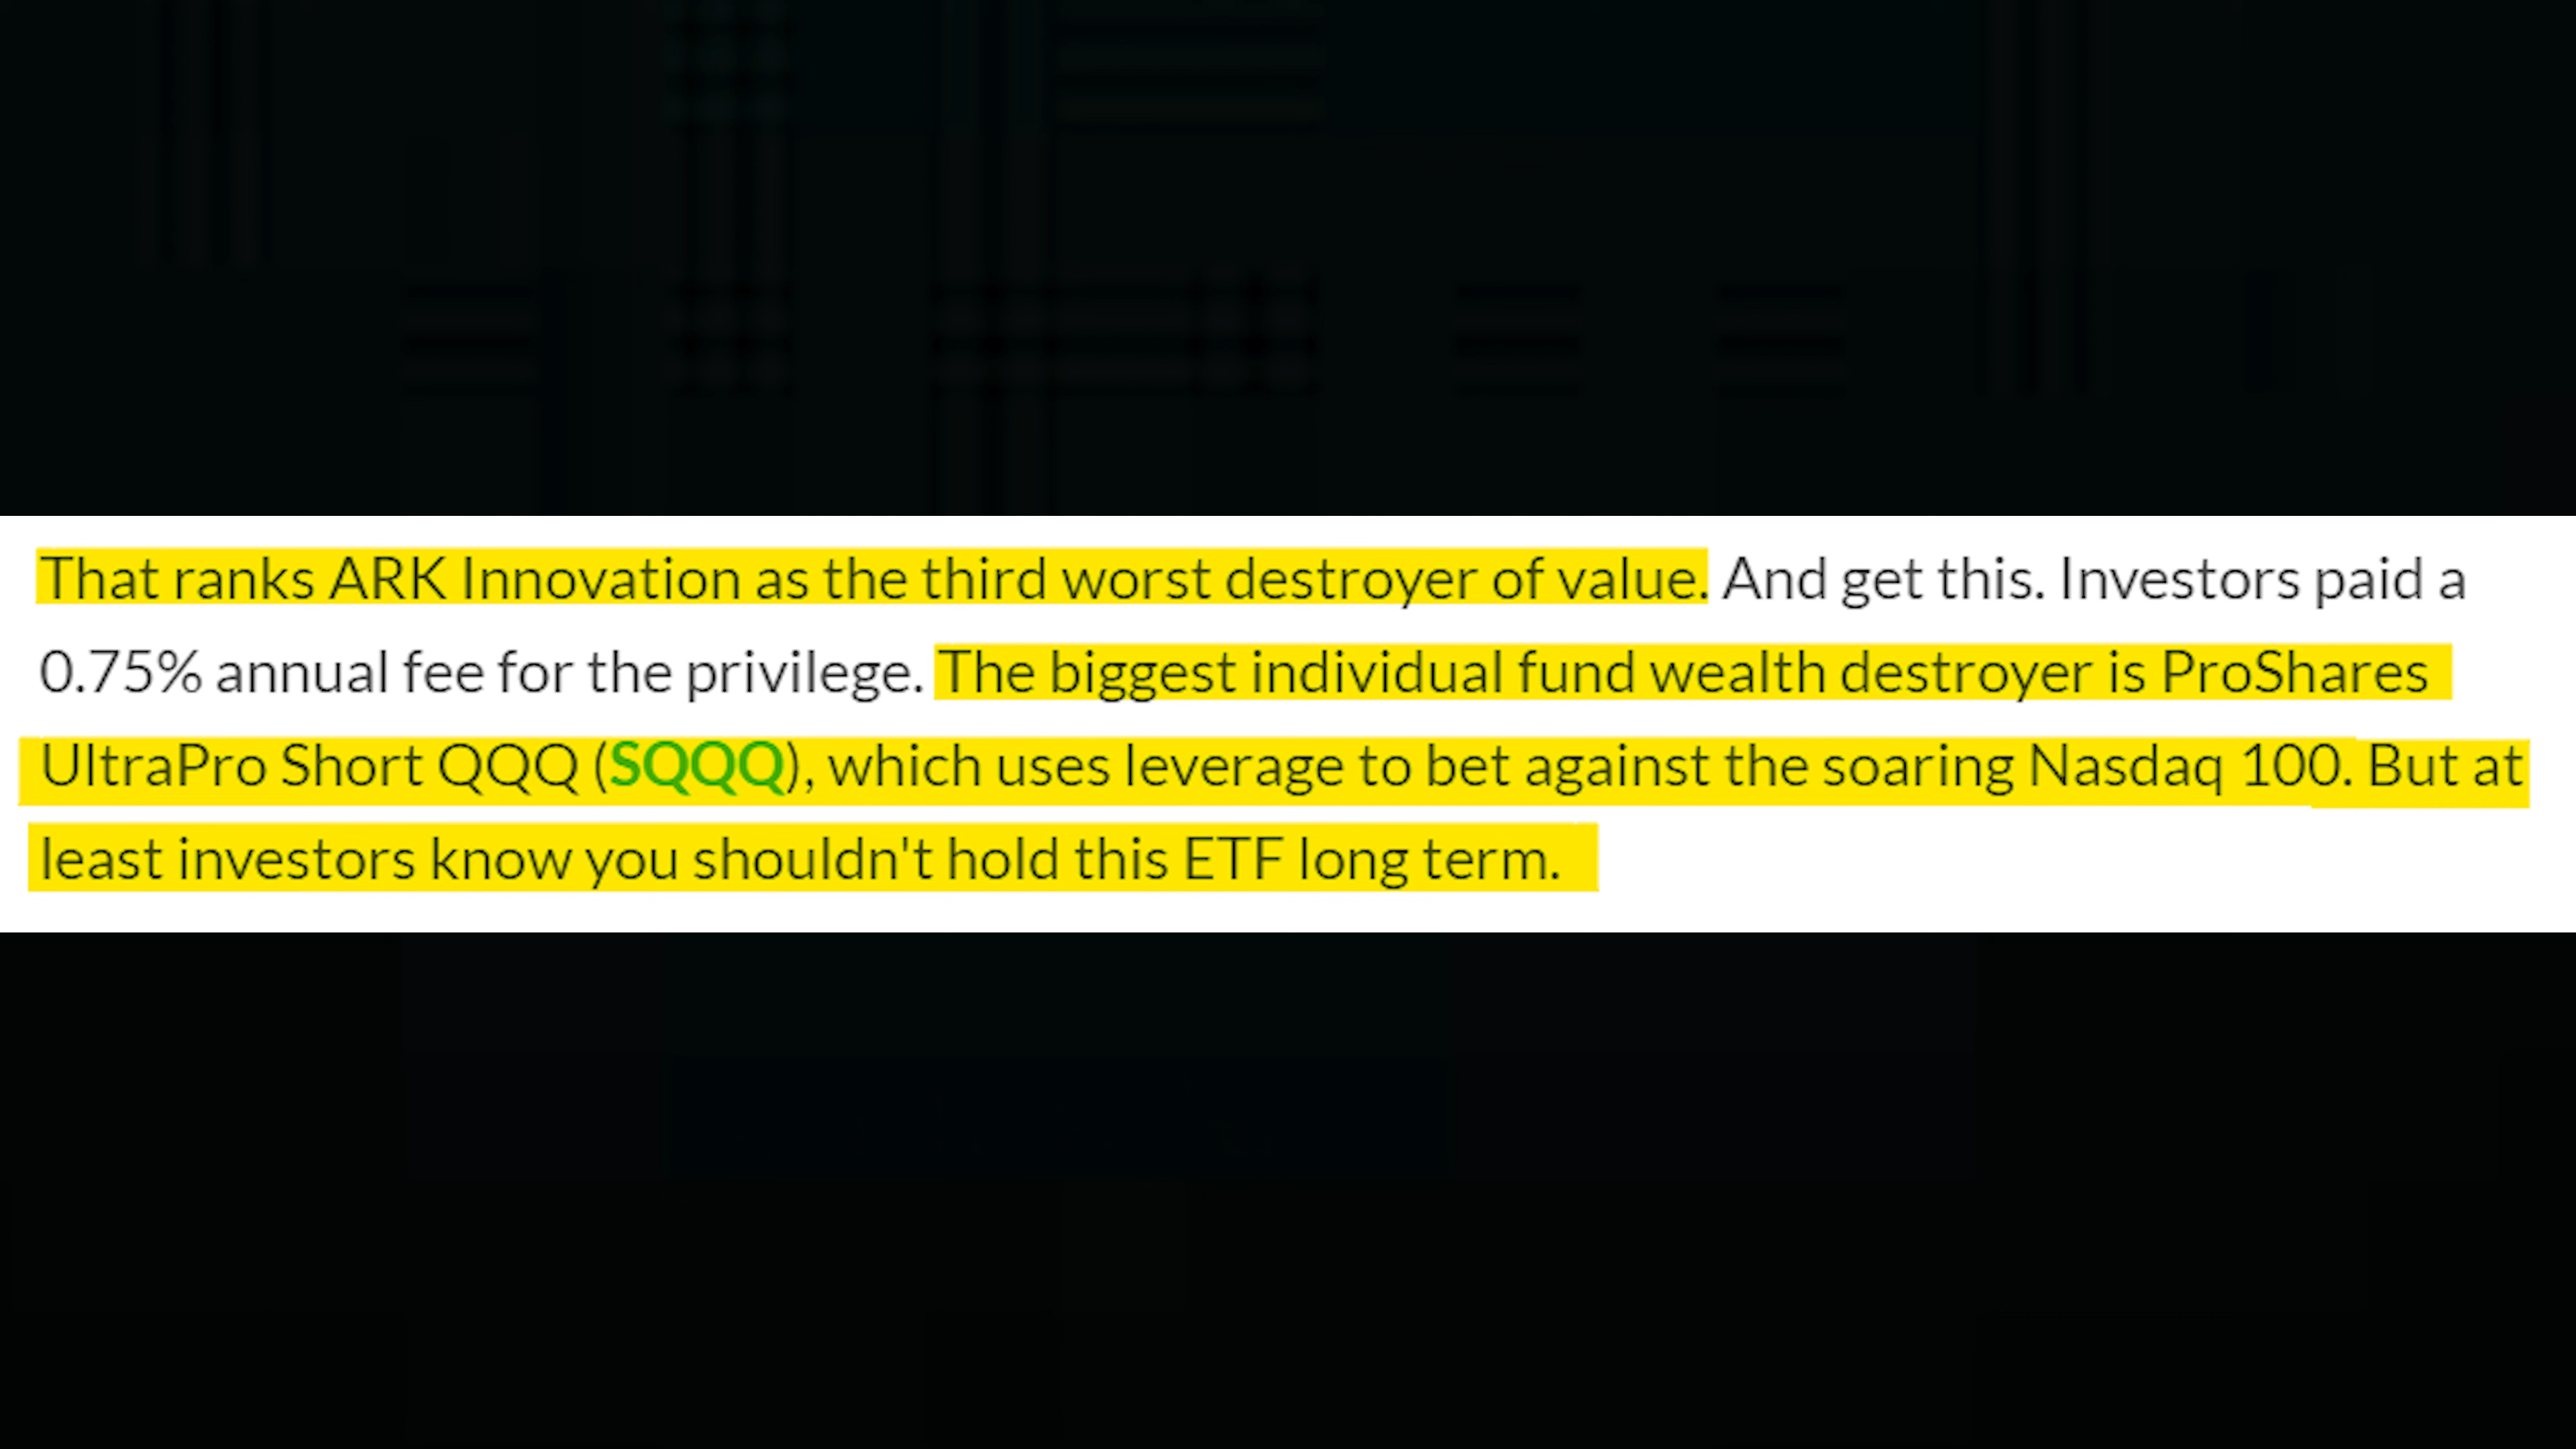 That ranks ARK Innovation as the third worst destroyer of value. And get this. Investors paid a
0.75% annual fee for the privilege. The biggest individual fund wealth destroyer is ProShares
UltraPro Short QQQ (SQQQ), which uses leverage to bet against the soaring Nasdaq 100. But at
least investors know you shouldn't hold this ETF long term.